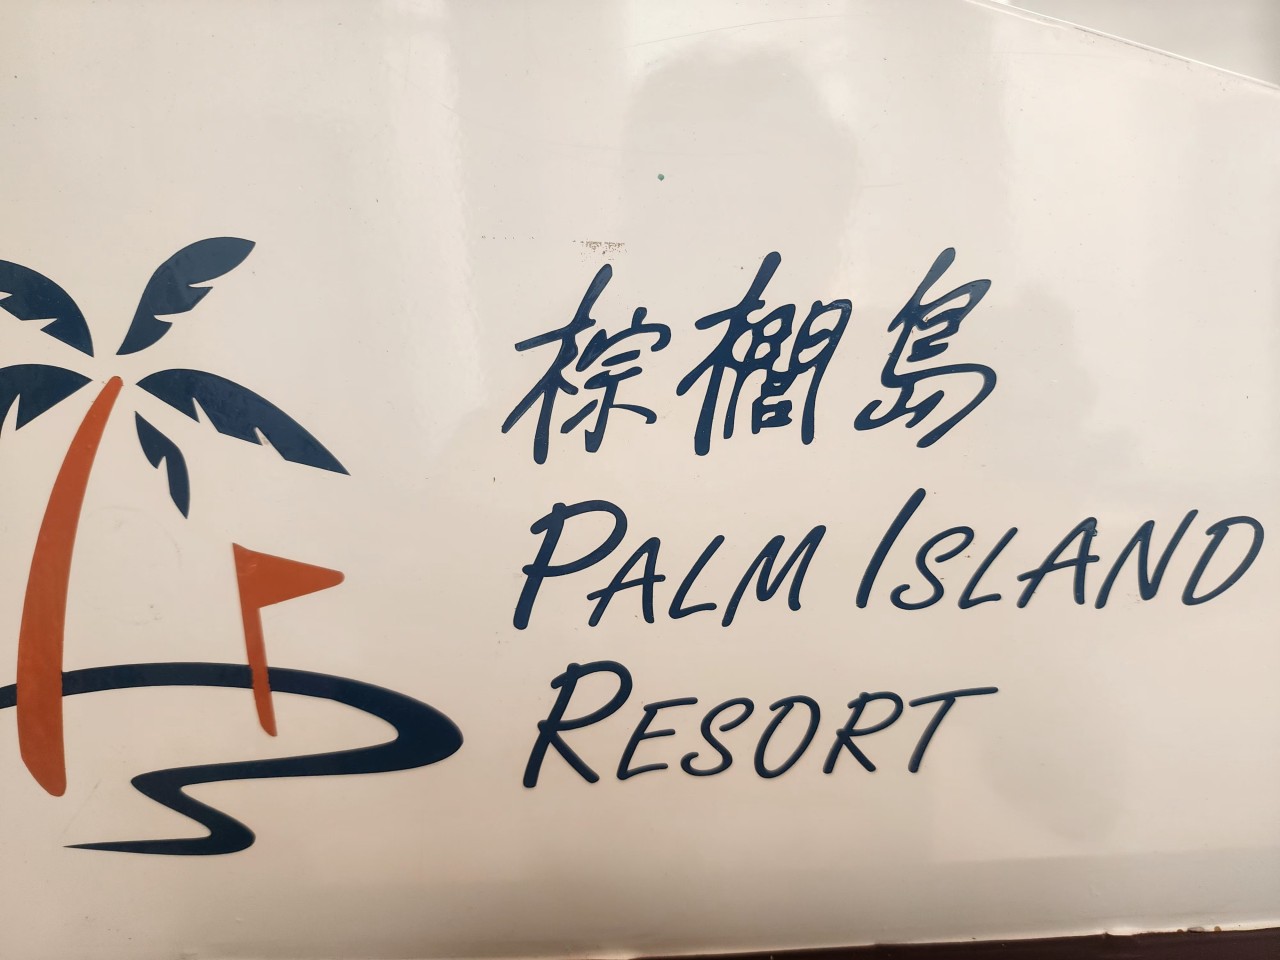 棕櫚島
PALM ISLAND
RESORT